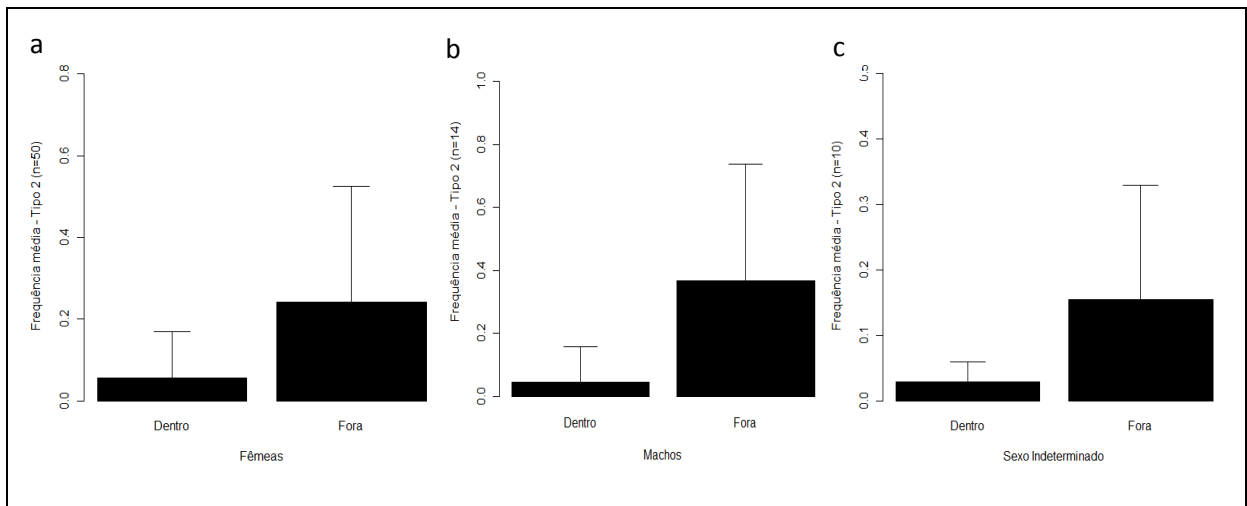 a
Frequência média - Tipo 2 (n=50)
0.8
0.6
0.4
0.2
0.0
Dentro
Fora
Fêmeas
b
Frequência média - Tipo 2 (n=14)
1.0
0.8
0.6
0.4
0.2
0.0
Dentro
Fora
Machos
c
Frequência média - Tipo 2 (n=10)
0.5
0.4
0.3
0.2
0.1
0.0
Dentro
Fora
Sexo Indeterminado